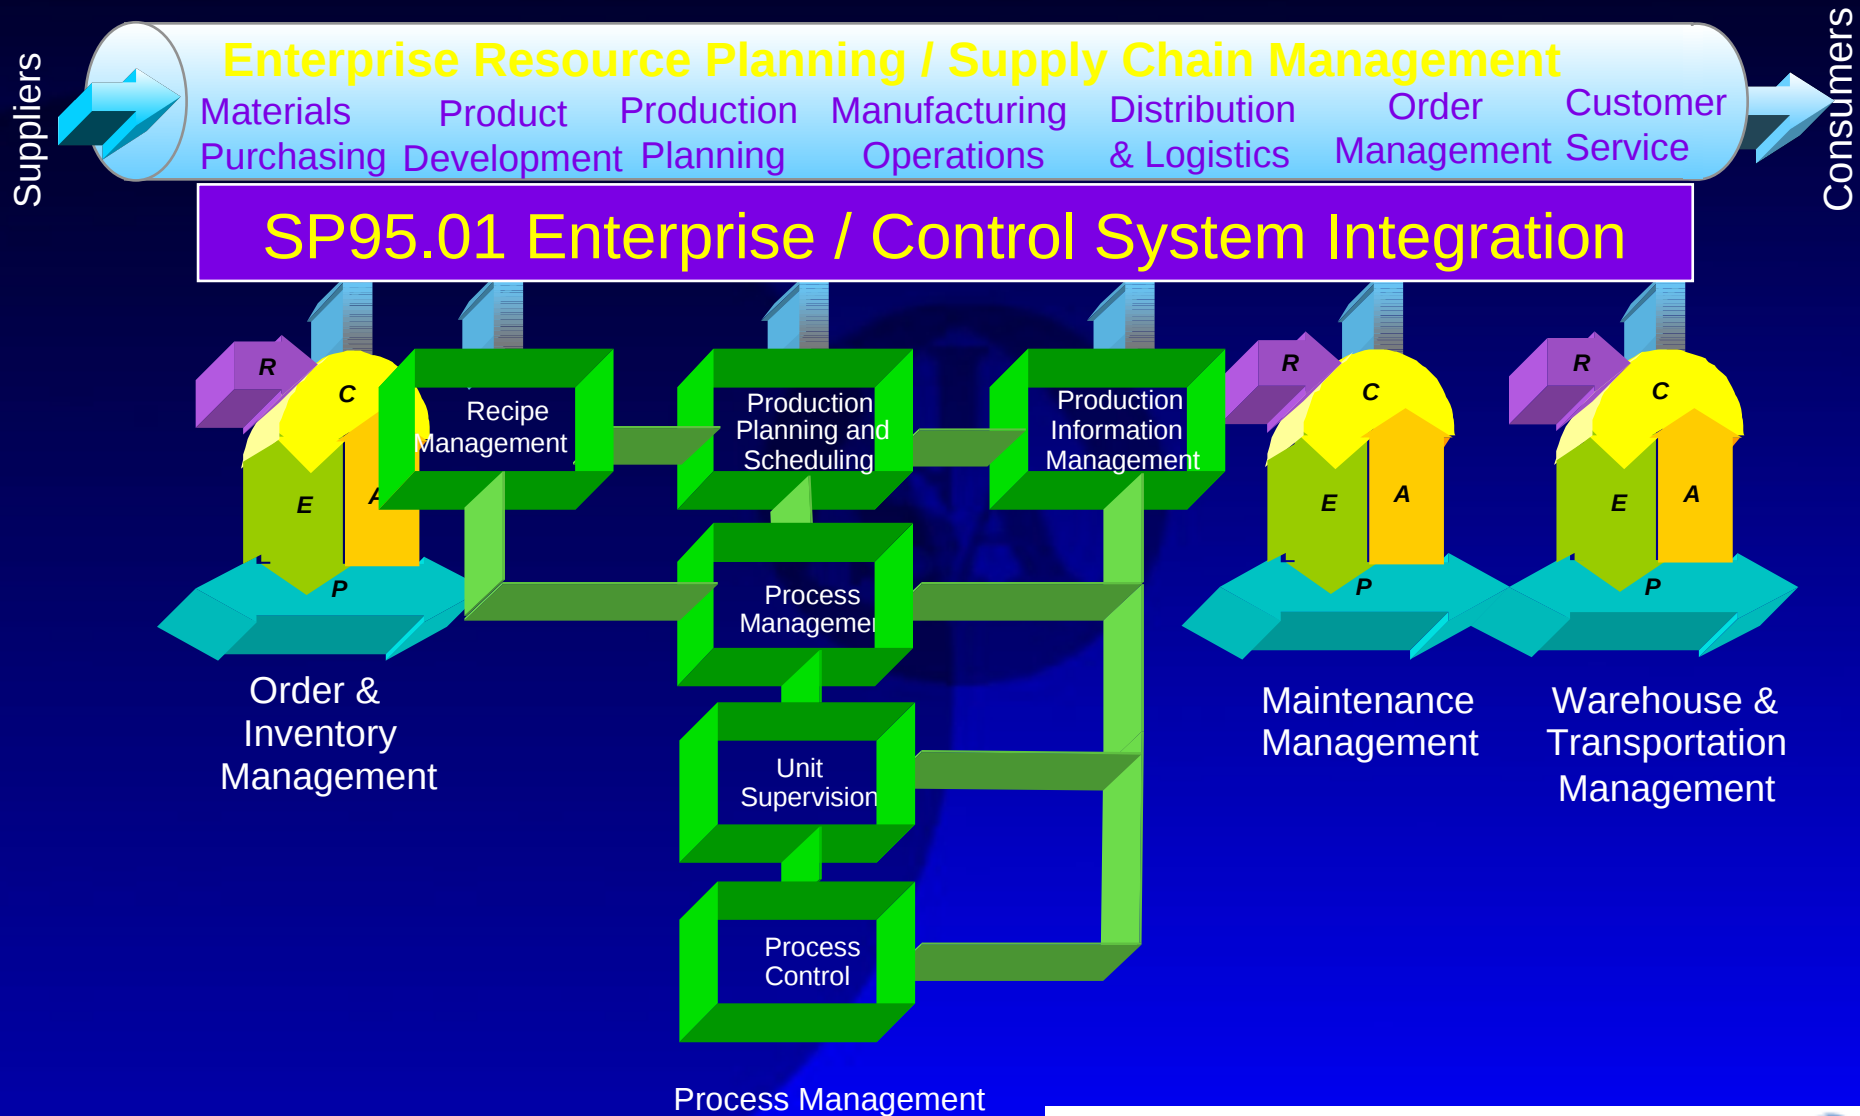 Suppliers
Consumers
Enterprise Resource Planning / Supply Chain Management
Materials
Purchasing
Product
Development
Production
Planning
Manufacturing
Operations
Distribution
& Logistics
Order
Management
Customer
Service
SP95.01 Enterprise / Control System Integration
R
C
E
A
P
Order &
Inventory
Management
Recipe
Management
Production
Planning and
Scheduling
Production
Information
Management
Process
Managemen
Unit
Supervision
Process
Control
Process Management
R
C
E
A
P
Maintenance
Management
R
C
E
A
P
Warehouse &
Transportation
Management